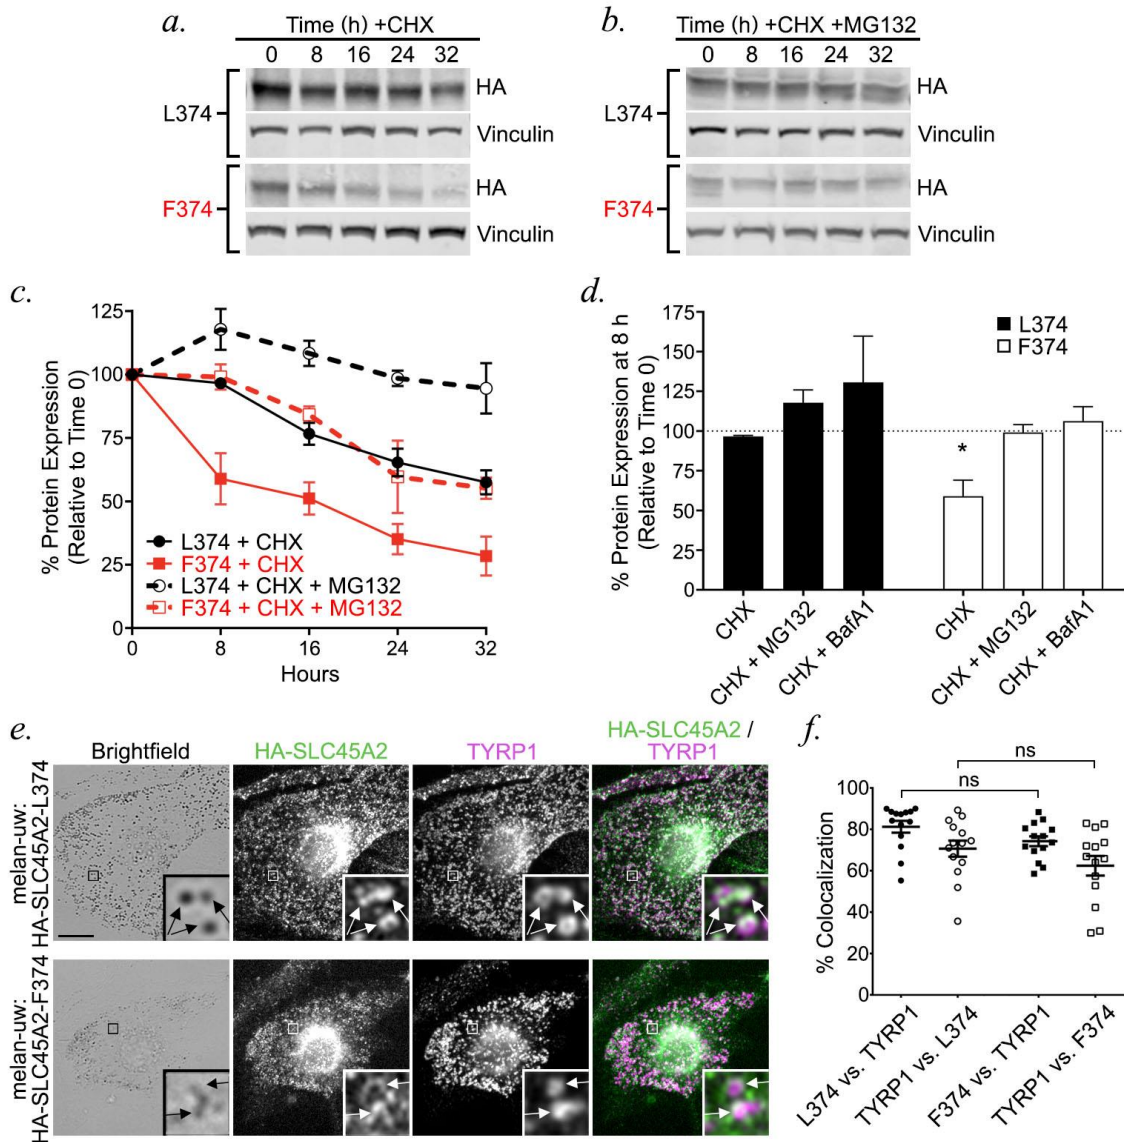 a.
Time (h) +CHX
0 8 16 24 32
L374
HA
Vinculin
F374
HA
Vinculin
b.
Time (h) +CHX +MG132
0 8 16 24 32
L374
HA
Vinculin
F374
HA
Vinculin
c.
% Protein Expression
(Relative to Time 0)
125
100
75
50
25
0
L374 + CHX
F374 + CHX
L374 + CHX + MG132
F374 + CHX + MG132
0 8 16 24 32
Hours
d.
% Protein Expression at 8 h
(Relative to Time 0)
175
150
125
100
75
50
25
0
L374
F374
*
CHX
CHX + MG132
CHX + BafA1
CHX
CHX + MG132
CHX + BafA1
e.
Brightfield
HA-SLC45A2
TYRP1
HA-SLC45A2 /
TYRP1
melan-uw:
HA-SLC45A2-L374
melan-uw:
HA-SLC45A2-F374
f.
ns
ns
% Colocalization
100
80
60
40
20
0
L374 vs. TYRP1
TYRP1 vs. L374
F374 vs. TYRP1
TYRP1 vs. F374